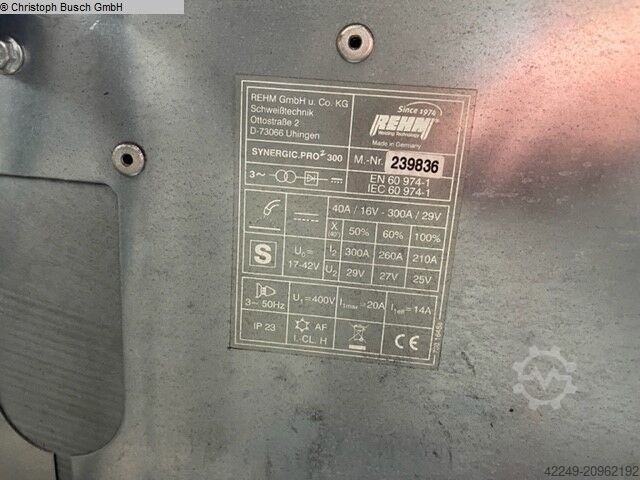 © Christoph Busch GmbH
REHM GmbH u. Co. KG
Schweißtechnik
Ottostraße 2
D-73066 Uhingen
Since 1974
REHM
Welding Technology
Made in Germany
SYNERGIC.PRO² 300
M.-Nr. 239836
3~
EN 60 974-1
IEC 60 974-1
40A / 16V - 300A / 29V
X (40°) 50% 60% 100%
S
U₀= 17-42V
I₂ 300A 260A 210A
U₂ 29V 27V 25V
3~ 50Hz
U₁=400V I₁max=20A I₁eff=14A
IP 23
AF
I.-CL. H
CE
42249-20962192